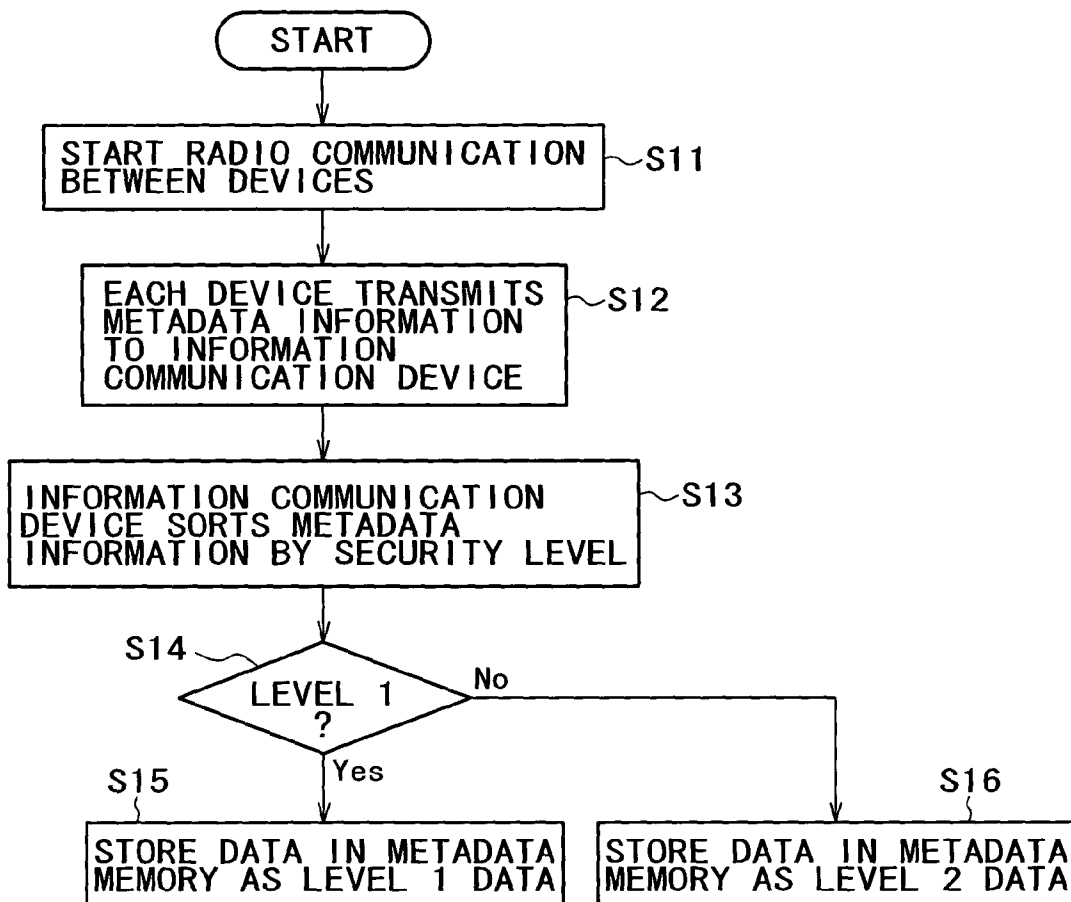 START
START RADIO COMMUNICATION
BETWEEN DEVICES
S11
EACH DEVICE TRANSMITS
METADATA INFORMATION
TO INFORMATION
COMMUNICATION DEVICE
S12
INFORMATION COMMUNICATION
DEVICE SORTS METADATA
INFORMATION BY SECURITY LEVEL
S13
S14
LEVEL 1
?
No
Yes
S15
STORE DATA IN METADATA
MEMORY AS LEVEL 1 DATA
S16
STORE DATA IN METADATA
MEMORY AS LEVEL 2 DATA